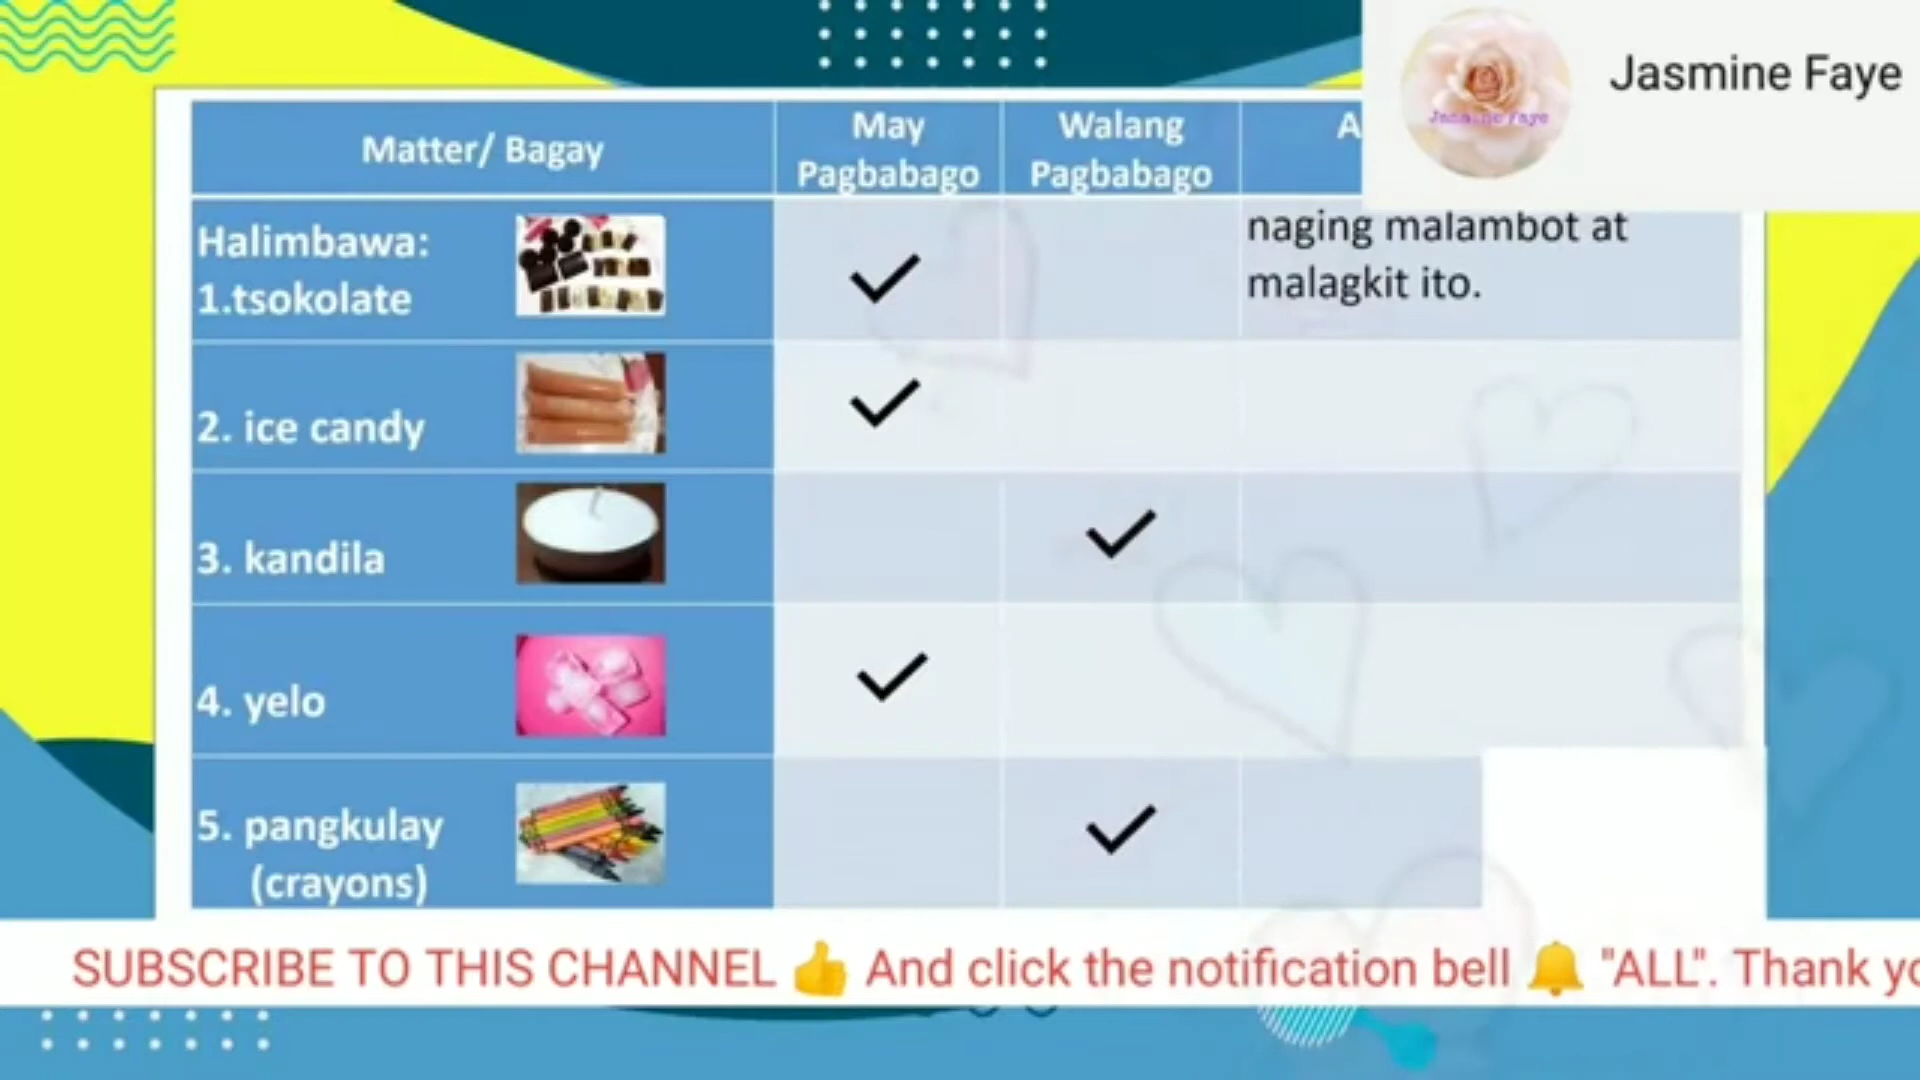 Jasmine Faye
Jasmine Faye
Matter/ Bagay
May
Pagbabago
Walang
Pagbabago
A
Halimbawa:
1.tsokolate
naging malambot at
malagkit ito.
2. ice candy
3. kandila
4. yelo
5. pangkulay
(crayons)
SUBSCRIBE TO THIS CHANNEL 👍 And click the notification bell 🔔 "ALL". Thank yo